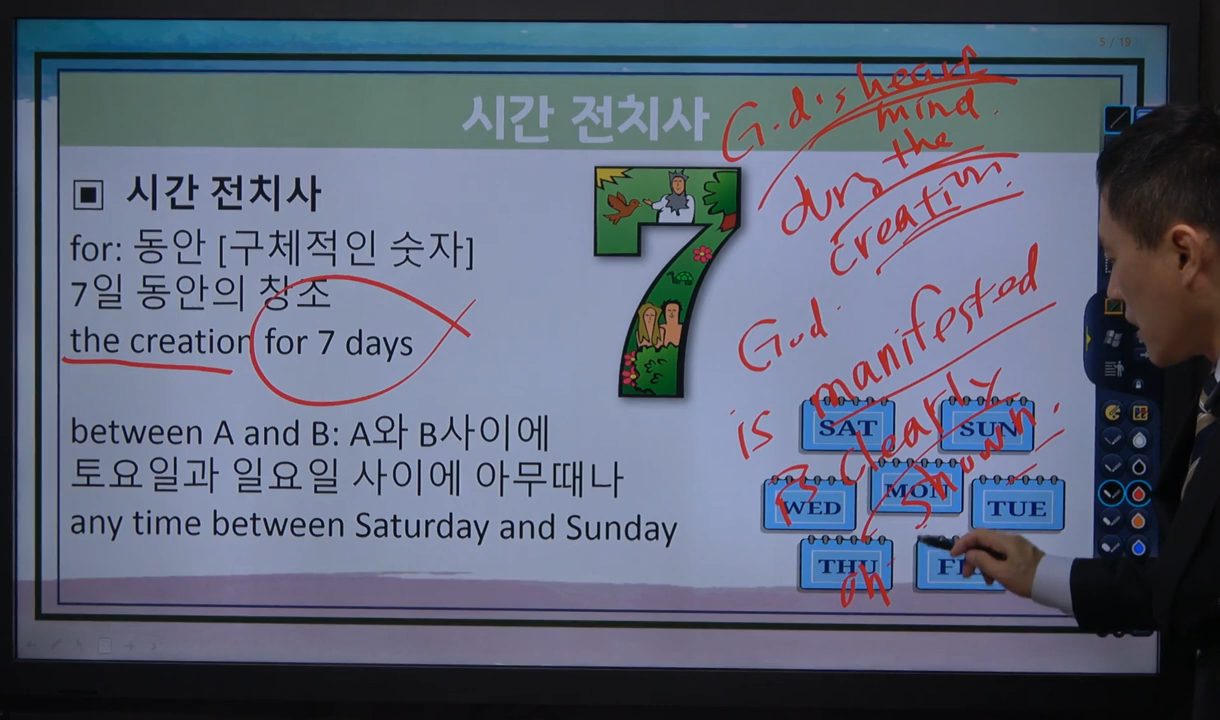 5 / 19
시간 전치사
▣ 시간 전치사
for: 동안 [구체적인 숫자]
7일 동안의 창조
the creation for 7 days
between A and B: A와 B사이에
토요일과 일요일 사이에 아무때나
any time between Saturday and Sunday
God's heart
mind
the
creation.
God
is manifested
is clearly
shown.
SAT
SUN
WED
MON
TUE
THU